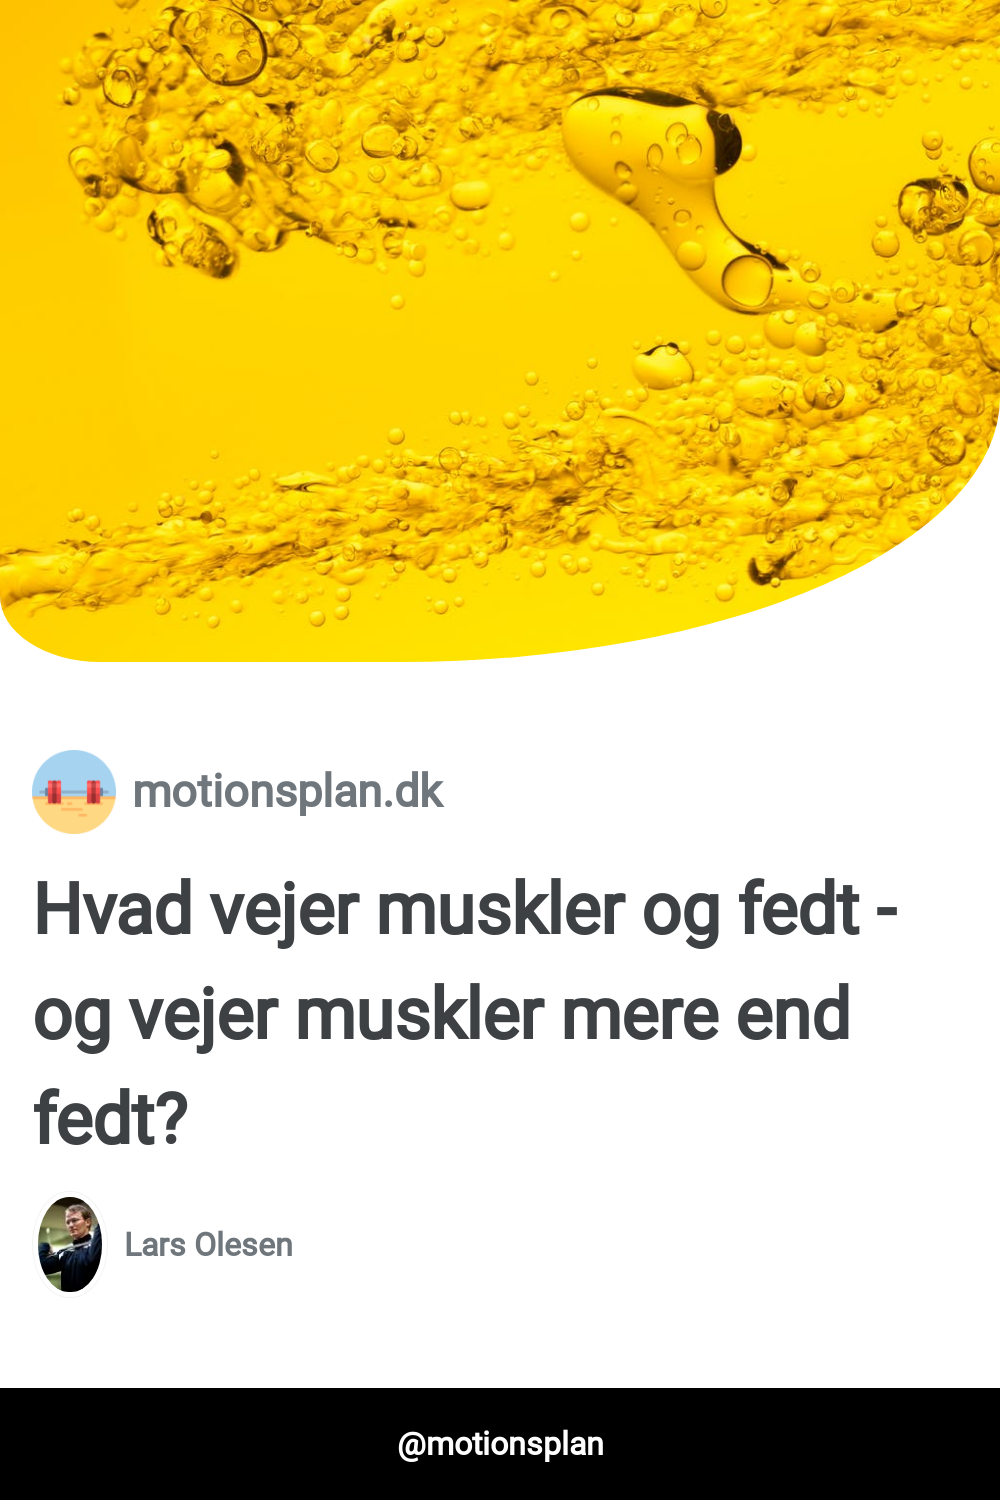 motionsplan.dk
Hvad vejer muskler og fedt -
og vejer muskler mere end
fedt?
Lars Olesen
@motionsplan